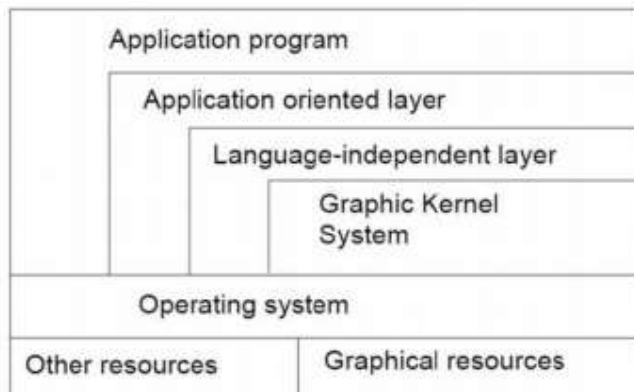 Application program
Application oriented layer
Language-independent layer
Graphic Kernel
System
Operating system
Other resources
Graphical resources